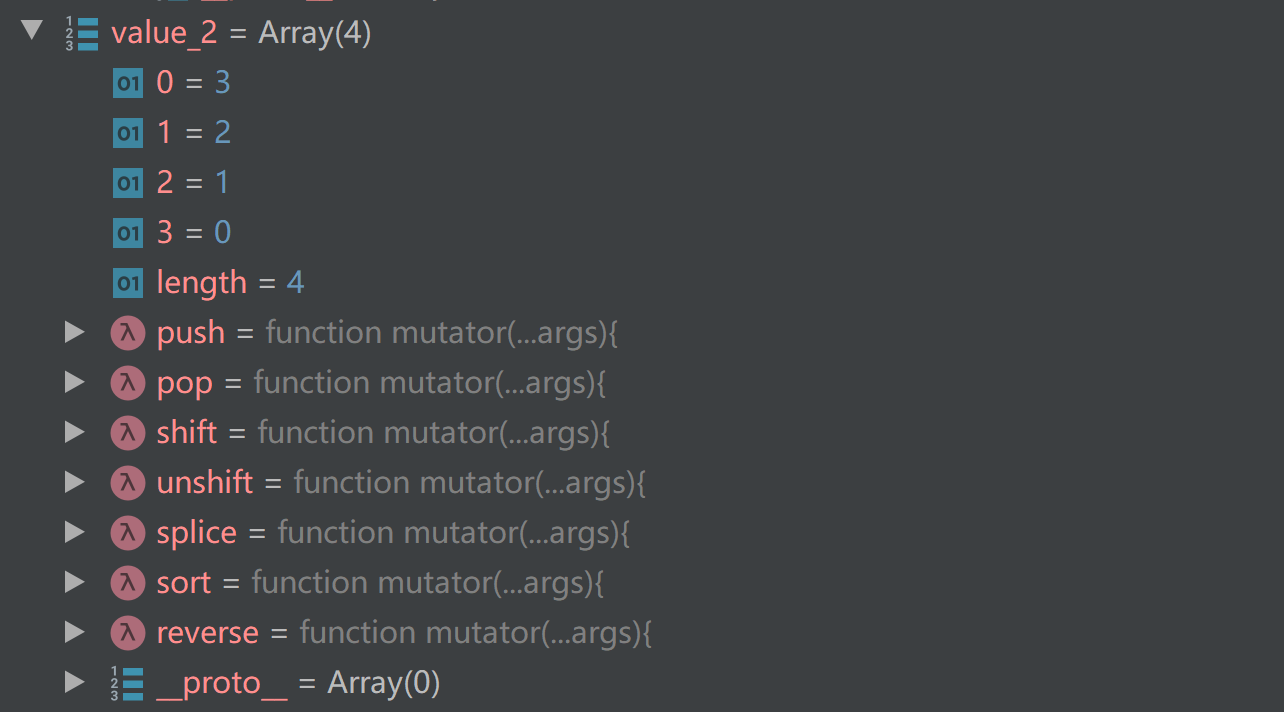 value_2 = Array(4)
01 0 = 3
01 1 = 2
01 2 = 1
01 3 = 0
01 length = 4
λ push = function mutator(...args){
λ pop = function mutator(...args){
λ shift = function mutator(...args){
λ unshift = function mutator(...args){
λ splice = function mutator(...args){
λ sort = function mutator(...args){
λ reverse = function mutator(...args){
__proto__ = Array(0)